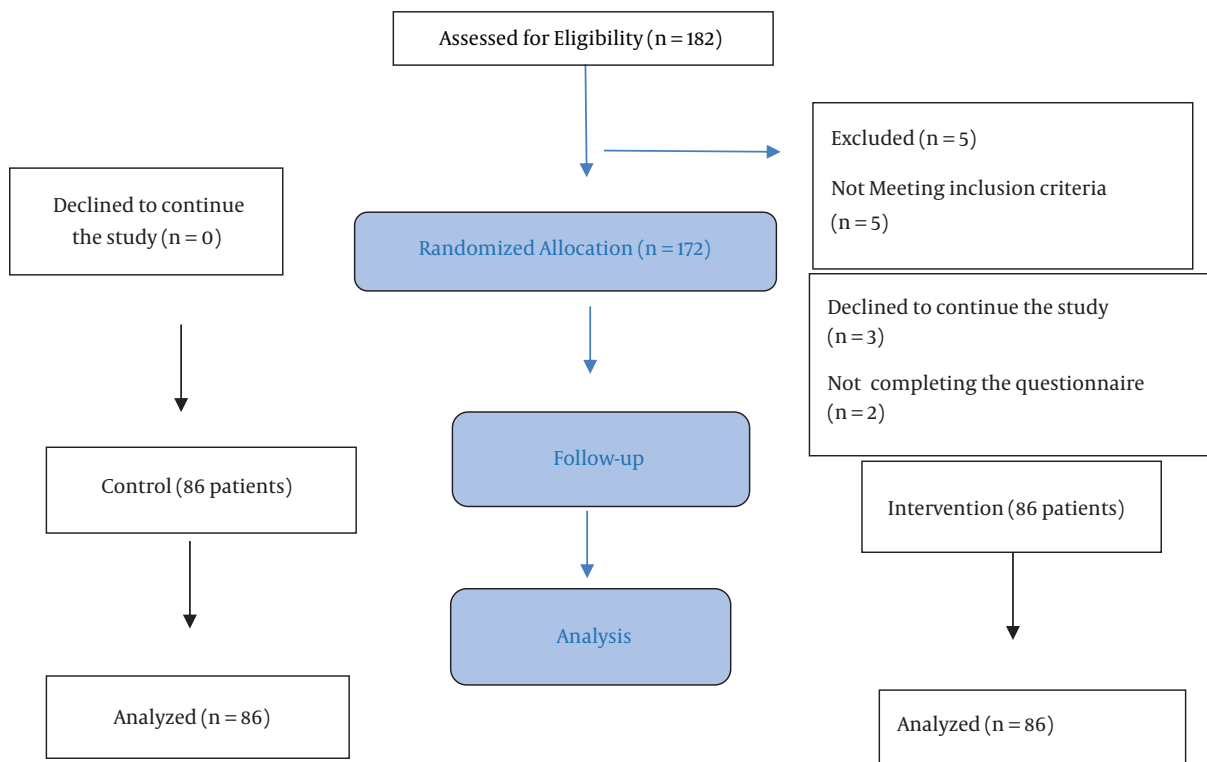 Assessed for Eligibility (n = 182)
Excluded (n = 5)
Not Meeting inclusion criteria
(n = 5)
Declined to continue
the study (n = 0)
Randomized Allocation (n = 172)
Declined to continue the study
(n = 3)
Not completing the questionnaire
(n = 2)
Control (86 patients)
Follow-up
Intervention (86 patients)
Analysis
Analyzed (n = 86)
Analyzed (n = 86)